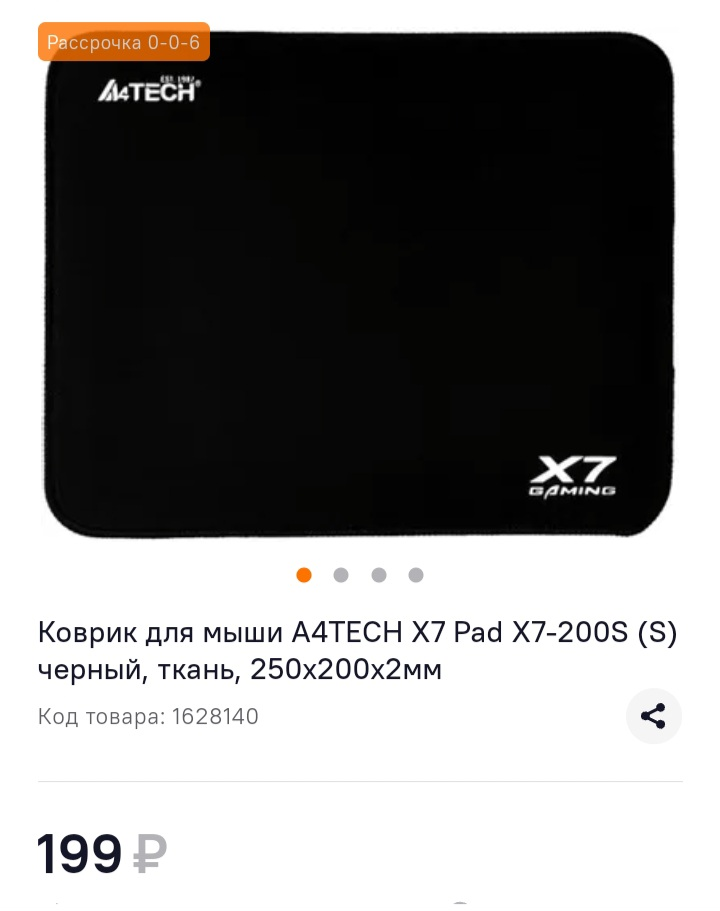 Рассрочка 0-0-6
EST. 1987
A4TECH®
X7
GAMING
Коврик для мыши A4TECH X7 Pad X7-200S (S)
черный, ткань, 250x200x2мм
Код товара: 1628140
199 ₽